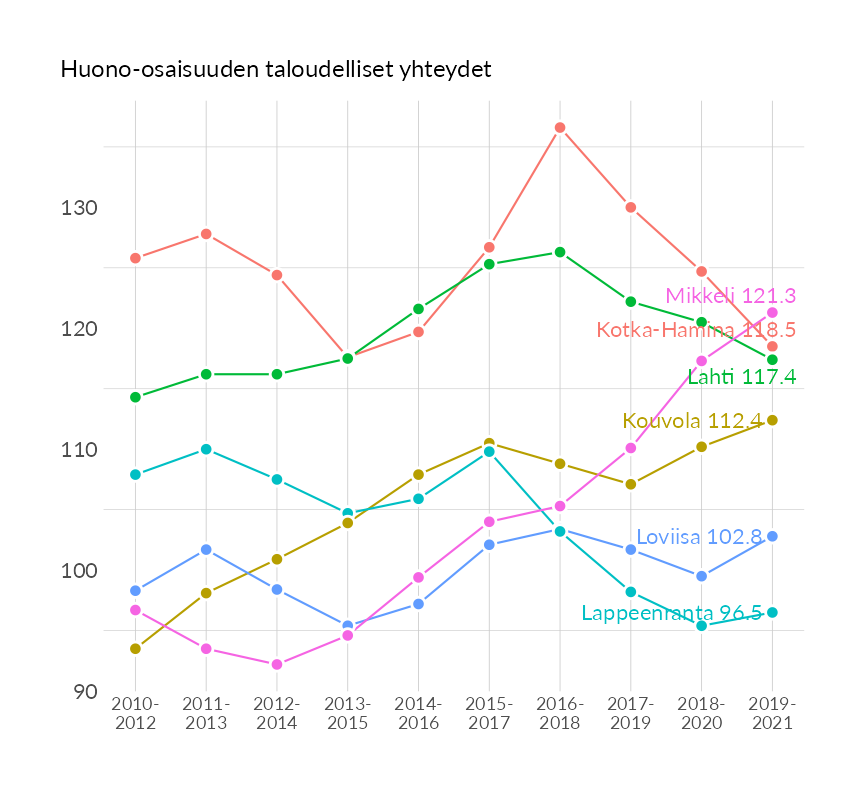 Huono-osaisuuden taloudelliset yhteydet
130
120
110
100
90
Mikkeli 121.3
Kotka-Hamina 118.5
Lahti 117.4
Kouvola 112.4
Loviisa 102.8
Lappeenranta 96.5
2010- 2011- 2012- 2013- 2014- 2015- 2016- 2017- 2018- 2019-
2012 2013 2014 2015 2016 2017 2018 2019 2020 2021